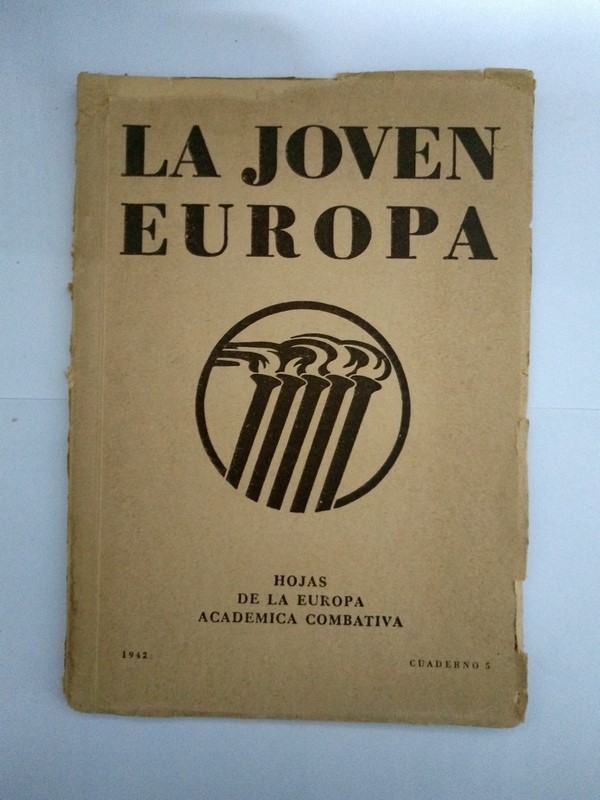 LA JOVEN
EUROPA
HOJAS
DE LA EUROPA
ACADEMICA COMBATIVA
1942
CUADERNO 5